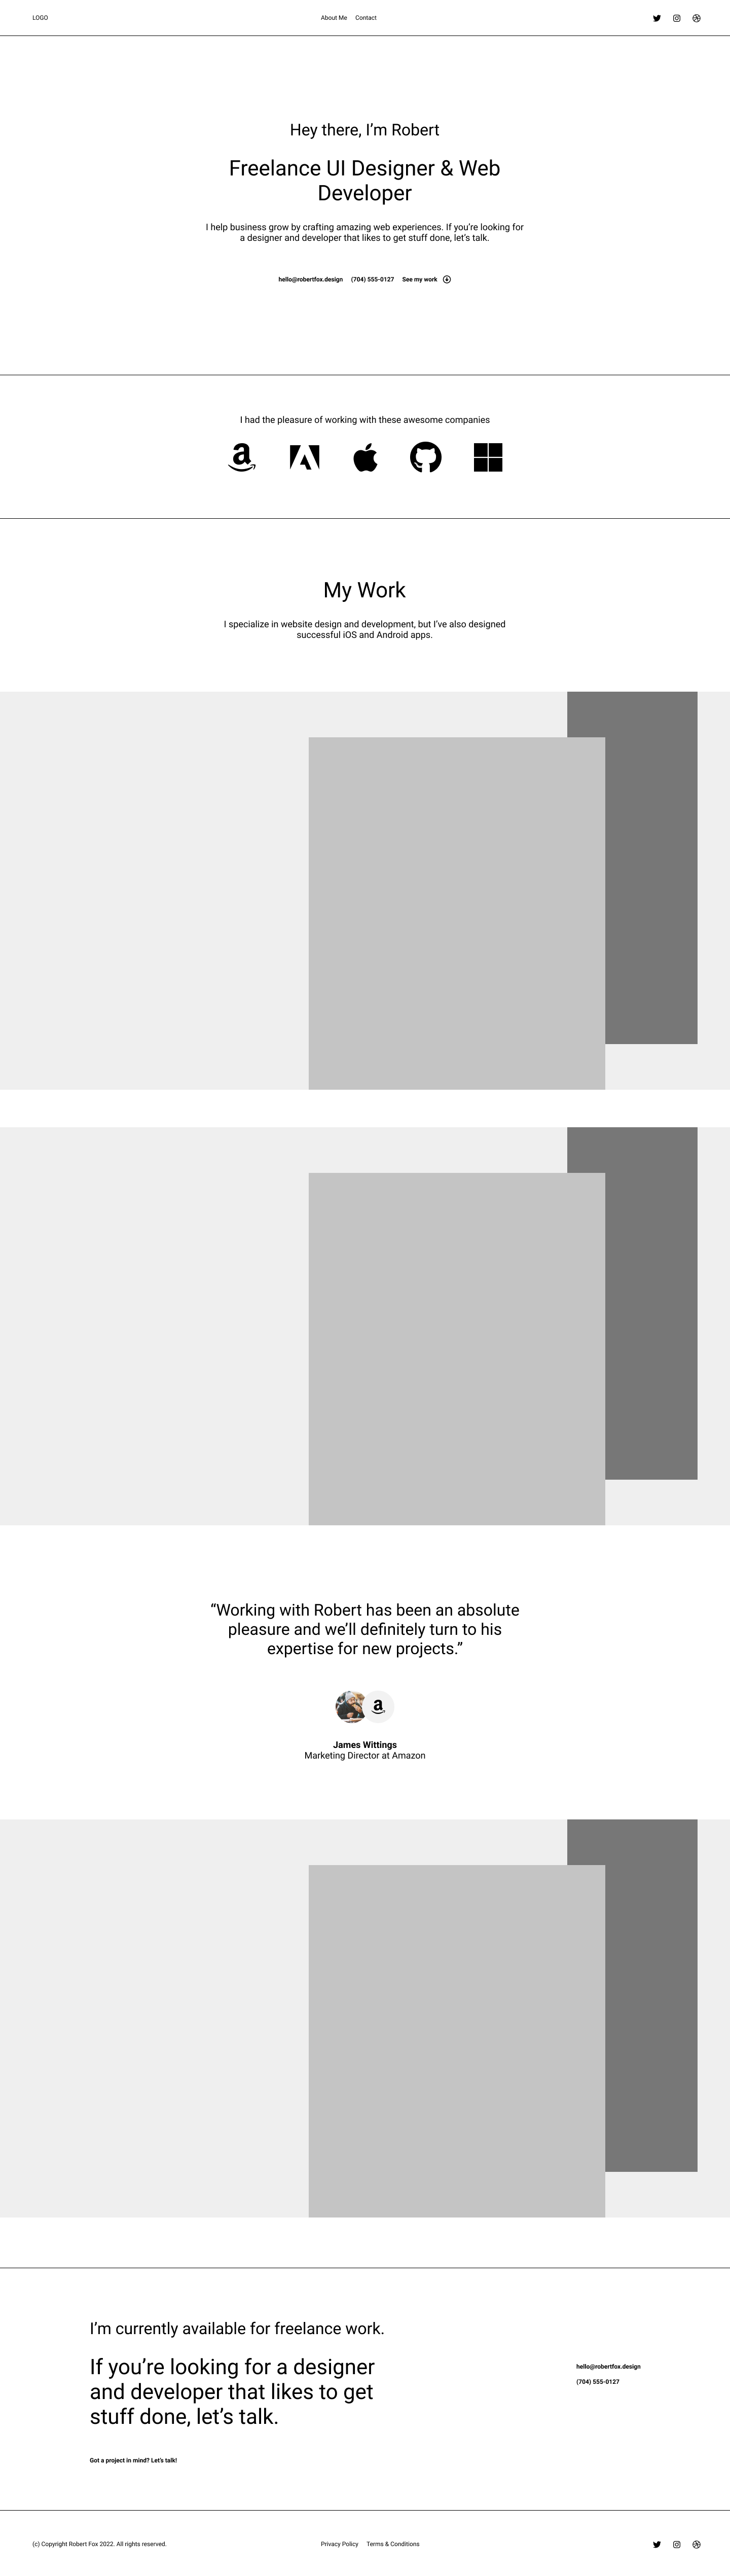 LOGO
About Me Contact
Hey there, I’m Robert
Freelance UI Designer & Web
Developer
I help business grow by crafting amazing web experiences. If you’re looking for
a designer and developer that likes to get stuff done, let’s talk.
hello@robertfox.design (704) 555-0127 See my work
I had the pleasure of working with these awesome companies
My Work
I specialize in website design and development, but I’ve also designed
successful iOS and Android apps.
“Working with Robert has been an absolute
pleasure and we’ll definitely turn to his
expertise for new projects.”
James Wittings
Marketing Director at Amazon
I’m currently available for freelance work.
If you’re looking for a designer
and developer that likes to get
stuff done, let’s talk.
Got a project in mind? Let’s talk!
hello@robertfox.design
(704) 555-0127
(c) Copyright Robert Fox 2022. All rights reserved.
Privacy Policy Terms & Conditions